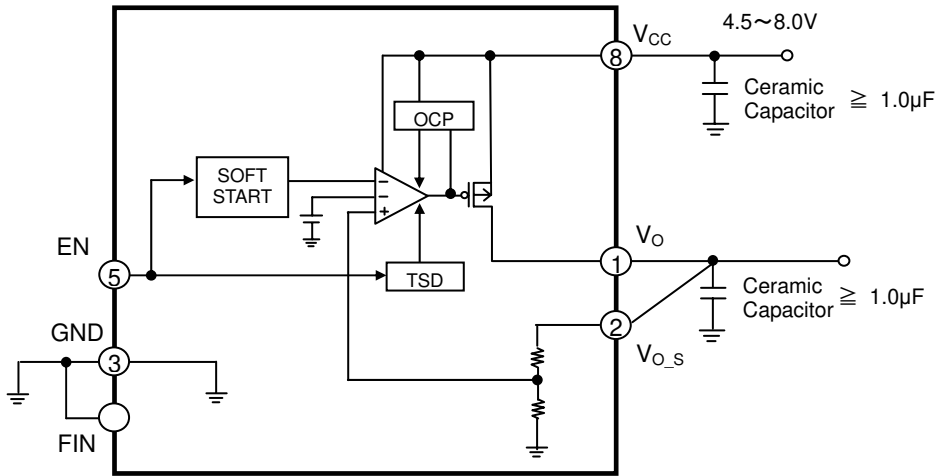 4.5～8.0V
VCC
8
Ceramic
Capacitor ≧ 1.0µF
OCP
SOFT
START
−
−
+
EN
5
TSD
VO
1
Ceramic
Capacitor ≧ 1.0µF
GND
3
2
VO_S
FIN